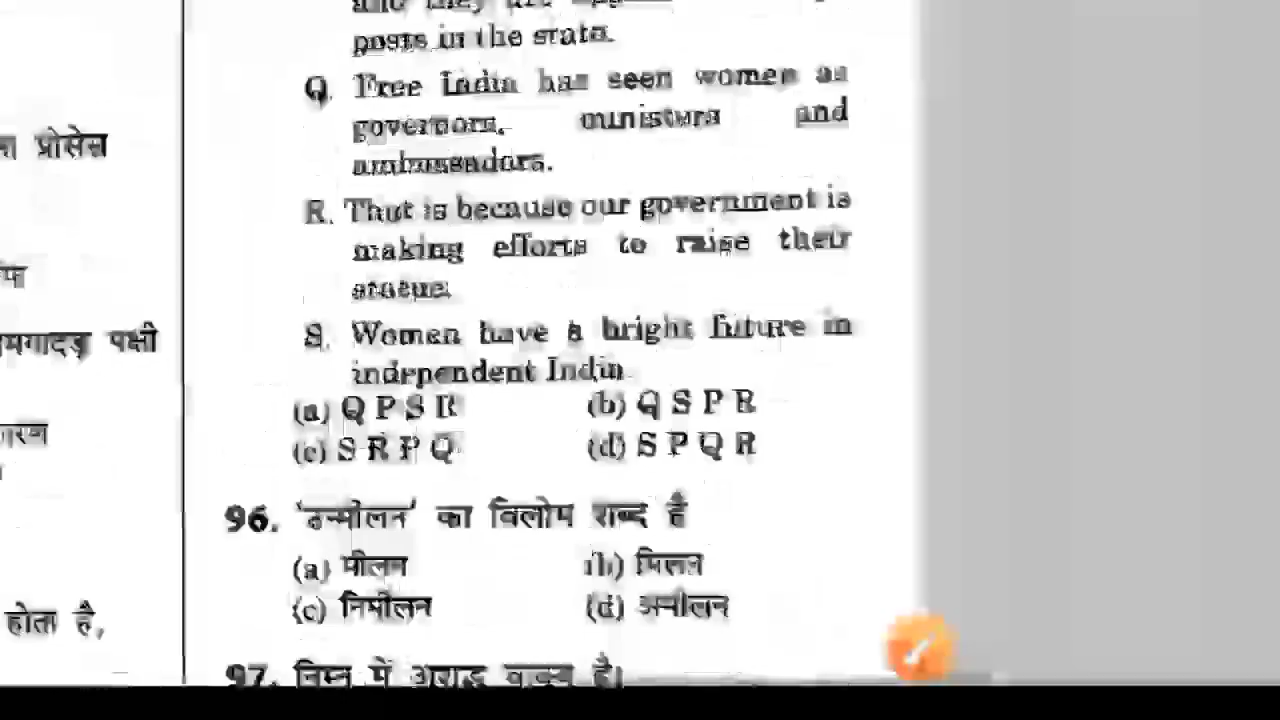 posts in the state.
Q. Free India has seen women as
governors, ministers and
ambassadors.
R. That is because our government is
making efforts to raise their
status.
S. Women have a bright future in
independent India.
(a) Q P S R (b) Q S P R
(c) S R P Q (d) S P Q R
96. 'उन्मीलन' का विलोम शब्द है
(a) मीलन (b) मिलन
(c) निमीलन (d) अनमीलन
97. निम्न में अशुद्ध वाक्य है।
प्रोसेस
पक्षी
होता है,